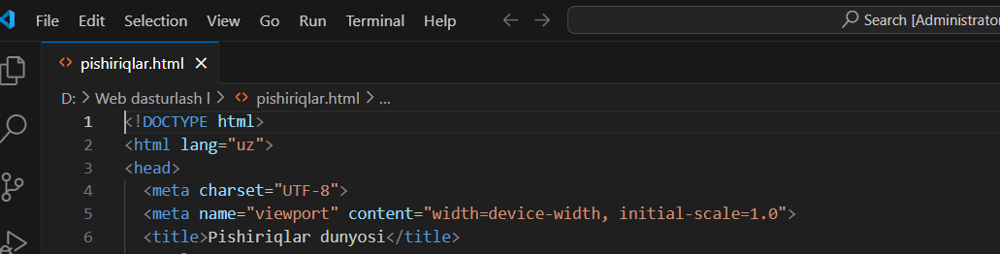 File Edit Selection View Go Run Terminal Help Search [Administrator
pishiriqlar.html
D: > Web dasturlash l > pishiriqlar.html > ...
1 <!DOCTYPE html>
2 <html lang="uz">
3 <head>
4 <meta charset="UTF-8">
5 <meta name="viewport" content="width=device-width, initial-scale=1.0">
6 <title>Pishiriqlar dunyosi</title>